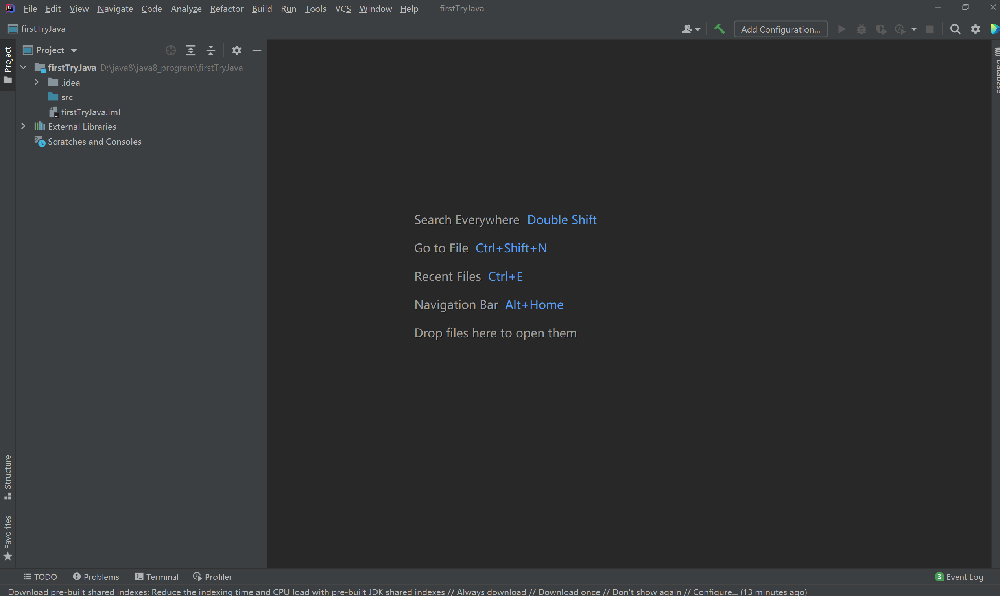 File Edit View Navigate Code Analyze Refactor Build Run Tools VCS Window Help firstTryJava
firstTryJava Add Configuration...
Project
Project
firstTryJava D:\java8\java8_program\firstTryJava
.idea
src
firstTryJava.iml
External Libraries
Scratches and Consoles
Database
Search Everywhere Double Shift
Go to File Ctrl+Shift+N
Recent Files Ctrl+E
Navigation Bar Alt+Home
Drop files here to open them
Structure
Favorites
TODO Problems Terminal Profiler 3 Event Log
Download pre-built shared indexes: Reduce the indexing time and CPU load with pre-built JDK shared indexes // Always download // Download once // Don't show again // Configure... (13 minutes ago)